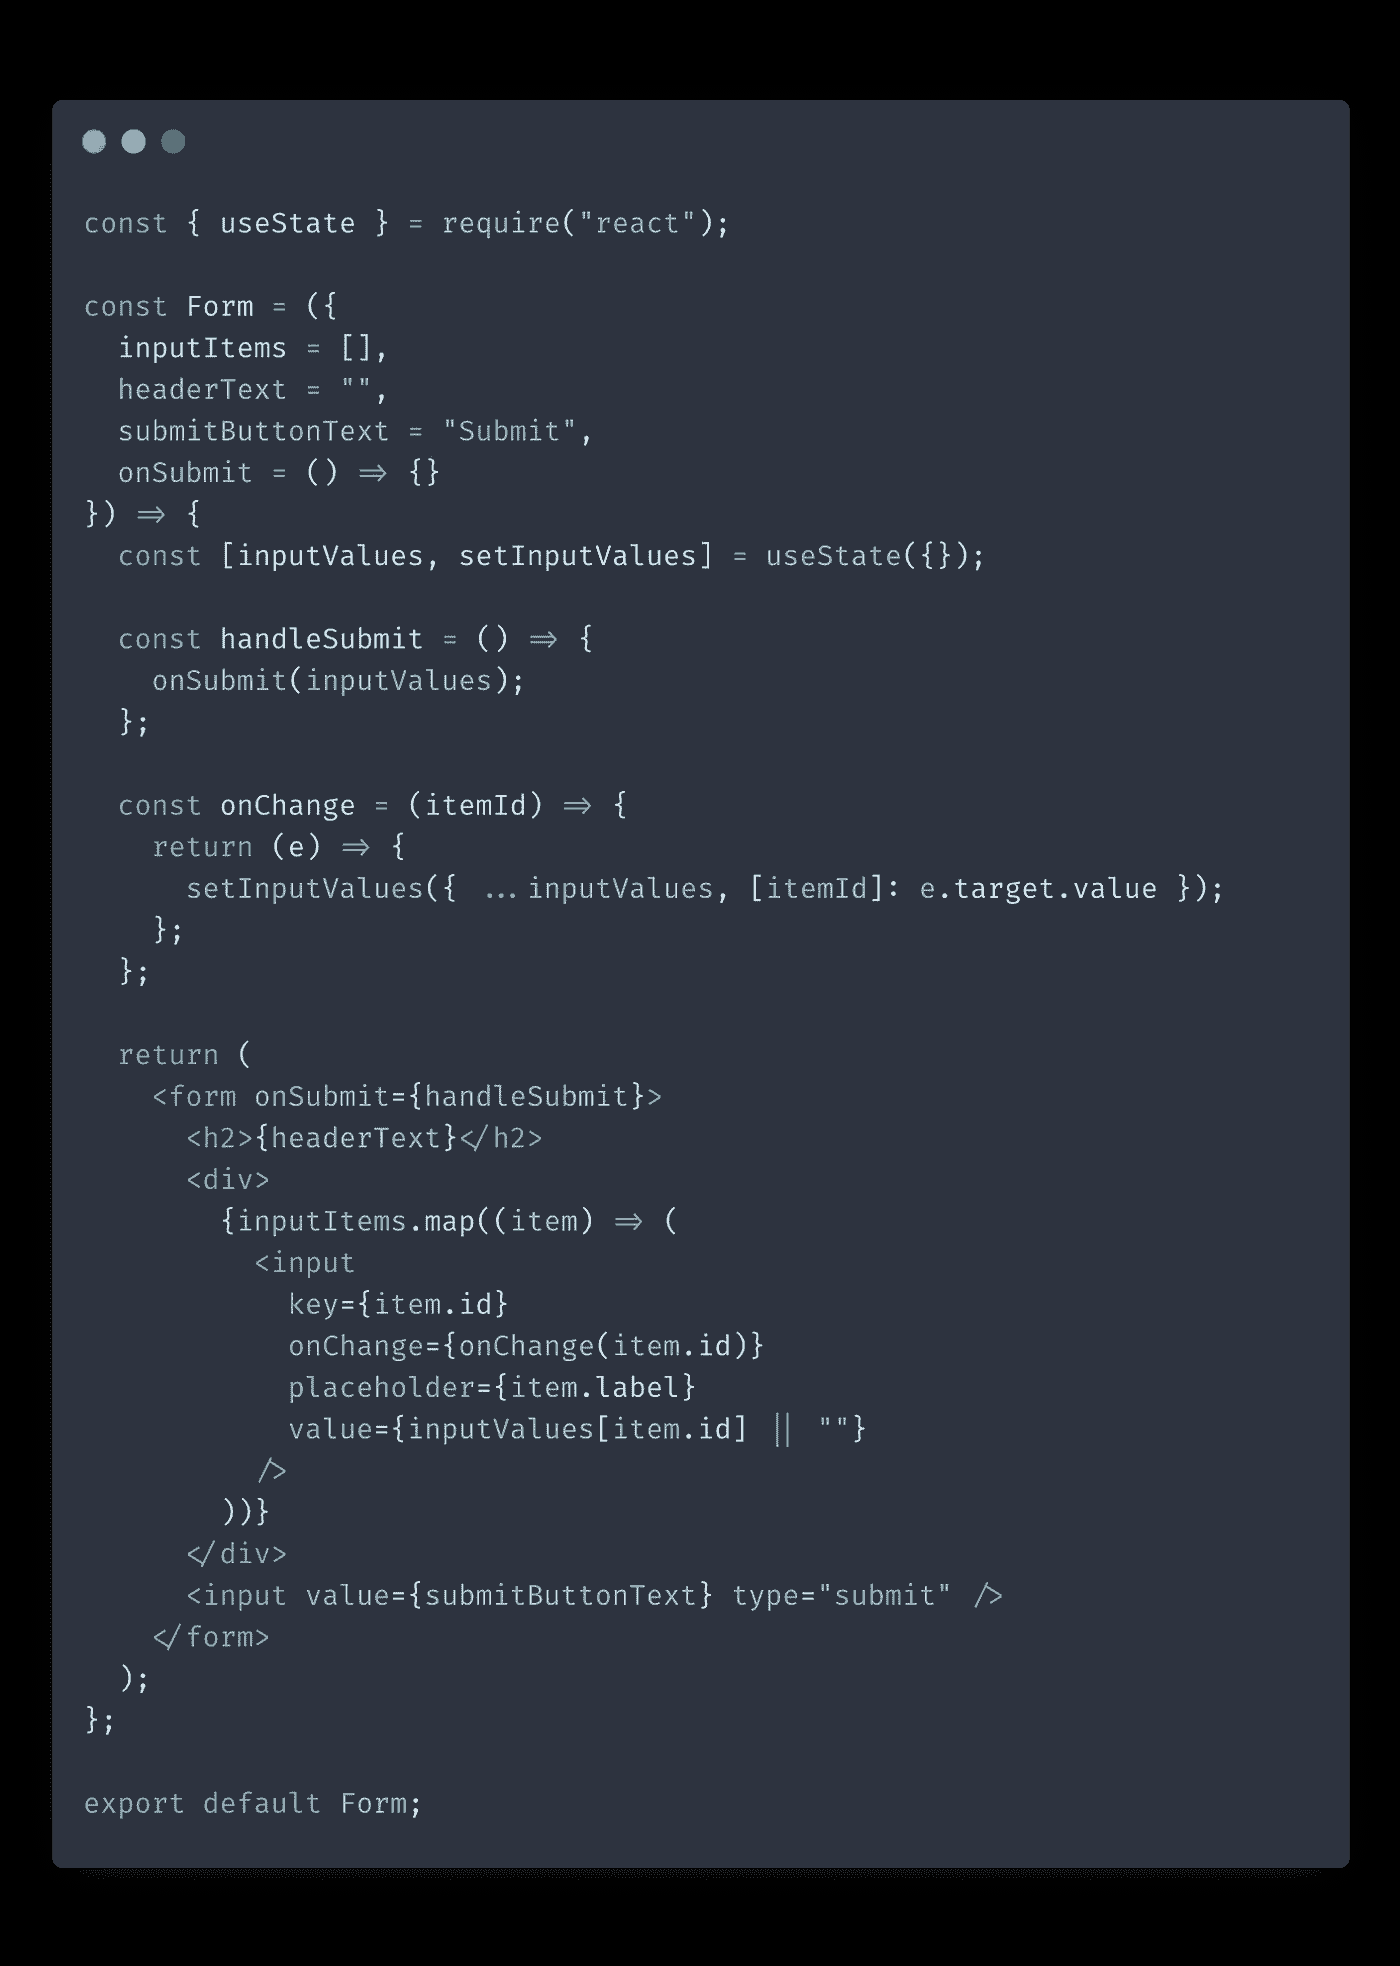 const { useState } = require("react");
const Form = ({
  inputItems = [],
  headerText = "",
  submitButtonText = "Submit",
  onSubmit = () => {}
}) => {
  const [inputValues, setInputValues] = useState({});
  const handleSubmit = () => {
    onSubmit(inputValues);
  };
  const onChange = (itemId) => {
    return (e) => {
      setInputValues({ ...inputValues, [itemId]: e.target.value });
    };
  };
  return (
    <form onSubmit={handleSubmit}>
      <h2>{headerText}</h2>
      <div>
        {inputItems.map((item) => (
          <input
            key={item.id}
            onChange={onChange(item.id)}
            placeholder={item.label}
            value={inputValues[item.id] || ""}
          />
        ))}
      </div>
      <input value={submitButtonText} type="submit" />
    </form>
  );
};
export default Form;